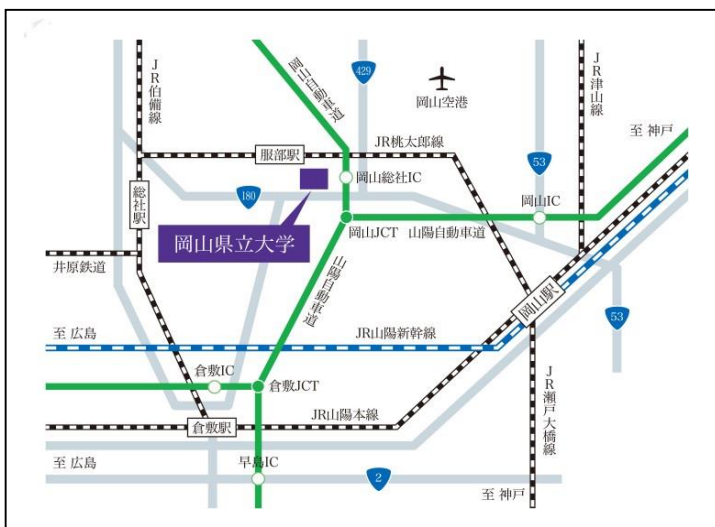 JR伯備線
岡山自動車道
429
岡山空港
JR津山線
至 神戸
服部駅
JR桃太郎線
岡山総社IC
53
総社駅
180
岡山IC
岡山県立大学
岡山JCT 山陽自動車道
井原鉄道
山陽自動車道
岡山駅
至 広島
JR山陽新幹線
53
倉敷IC
倉敷JCT
JR瀬戸大橋線
JR山陽本線
倉敷駅
至 広島
早島IC
2
至 神戸